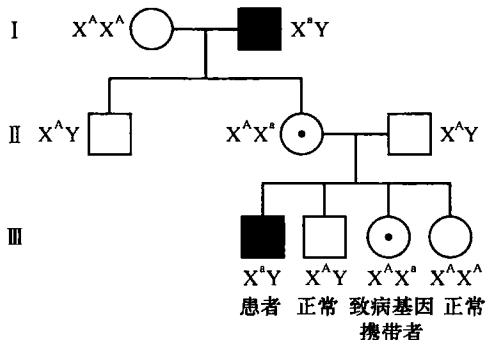 Ⅰ XᴬXᴬ XᵃY
Ⅱ XᴬY XᴬXᵃ XᴬY
Ⅲ
XᵃY XᴬY XᴬXᵃ XᴬXᴬ
患者 正常 致病基因 正常
携带者